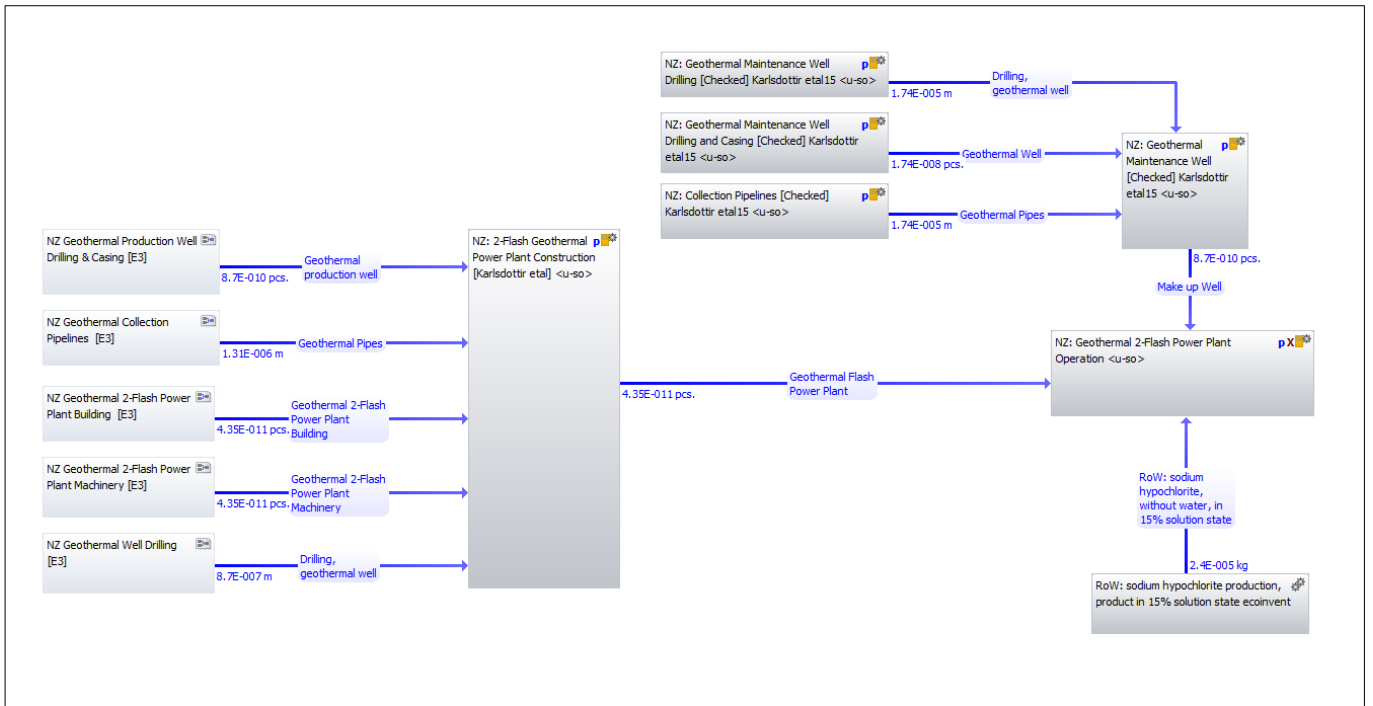 NZ: Geothermal Maintenance Well p
Drilling [Checked] Karlsdottir etal15 <u-so>
1.74E-005 m
Drilling,
geothermal well
NZ: Geothermal Maintenance Well p
Drilling and Casing [Checked] Karlsdottir
etal15 <u-so>
1.74E-008 pcs.
Geothermal Well
NZ: Collection Pipelines [Checked] p
Karlsdottir etal15 <u-so>
1.74E-005 m
Geothermal Pipes
NZ: Geothermal p
Maintenance Well
[Checked] Karlsdottir
etal15 <u-so>
8.7E-010 pcs.
Make up Well
NZ Geothermal Production Well
Drilling & Casing [E3]
8.7E-010 pcs.
Geothermal
production well
NZ Geothermal Collection
Pipelines [E3]
1.31E-006 m
Geothermal Pipes
NZ Geothermal 2-Flash Power
Plant Building [E3]
4.35E-011 pcs.
Geothermal 2-Flash
Power Plant
Building
NZ Geothermal 2-Flash Power
Plant Machinery [E3]
4.35E-011 pcs.
Geothermal 2-Flash
Power Plant
Machinery
NZ Geothermal Well Drilling
[E3]
8.7E-007 m
Drilling,
geothermal well
NZ: 2-Flash Geothermal p
Power Plant Construction
[Karlsdottir etal] <u-so>
4.35E-011 pcs.
Geothermal Flash
Power Plant
NZ: Geothermal 2-Flash Power Plant p X
Operation <u-so>
RoW: sodium
hypochlorite,
without water, in
15% solution state
2.4E-005 kg
RoW: sodium hypochlorite production,
product in 15% solution state ecoinvent